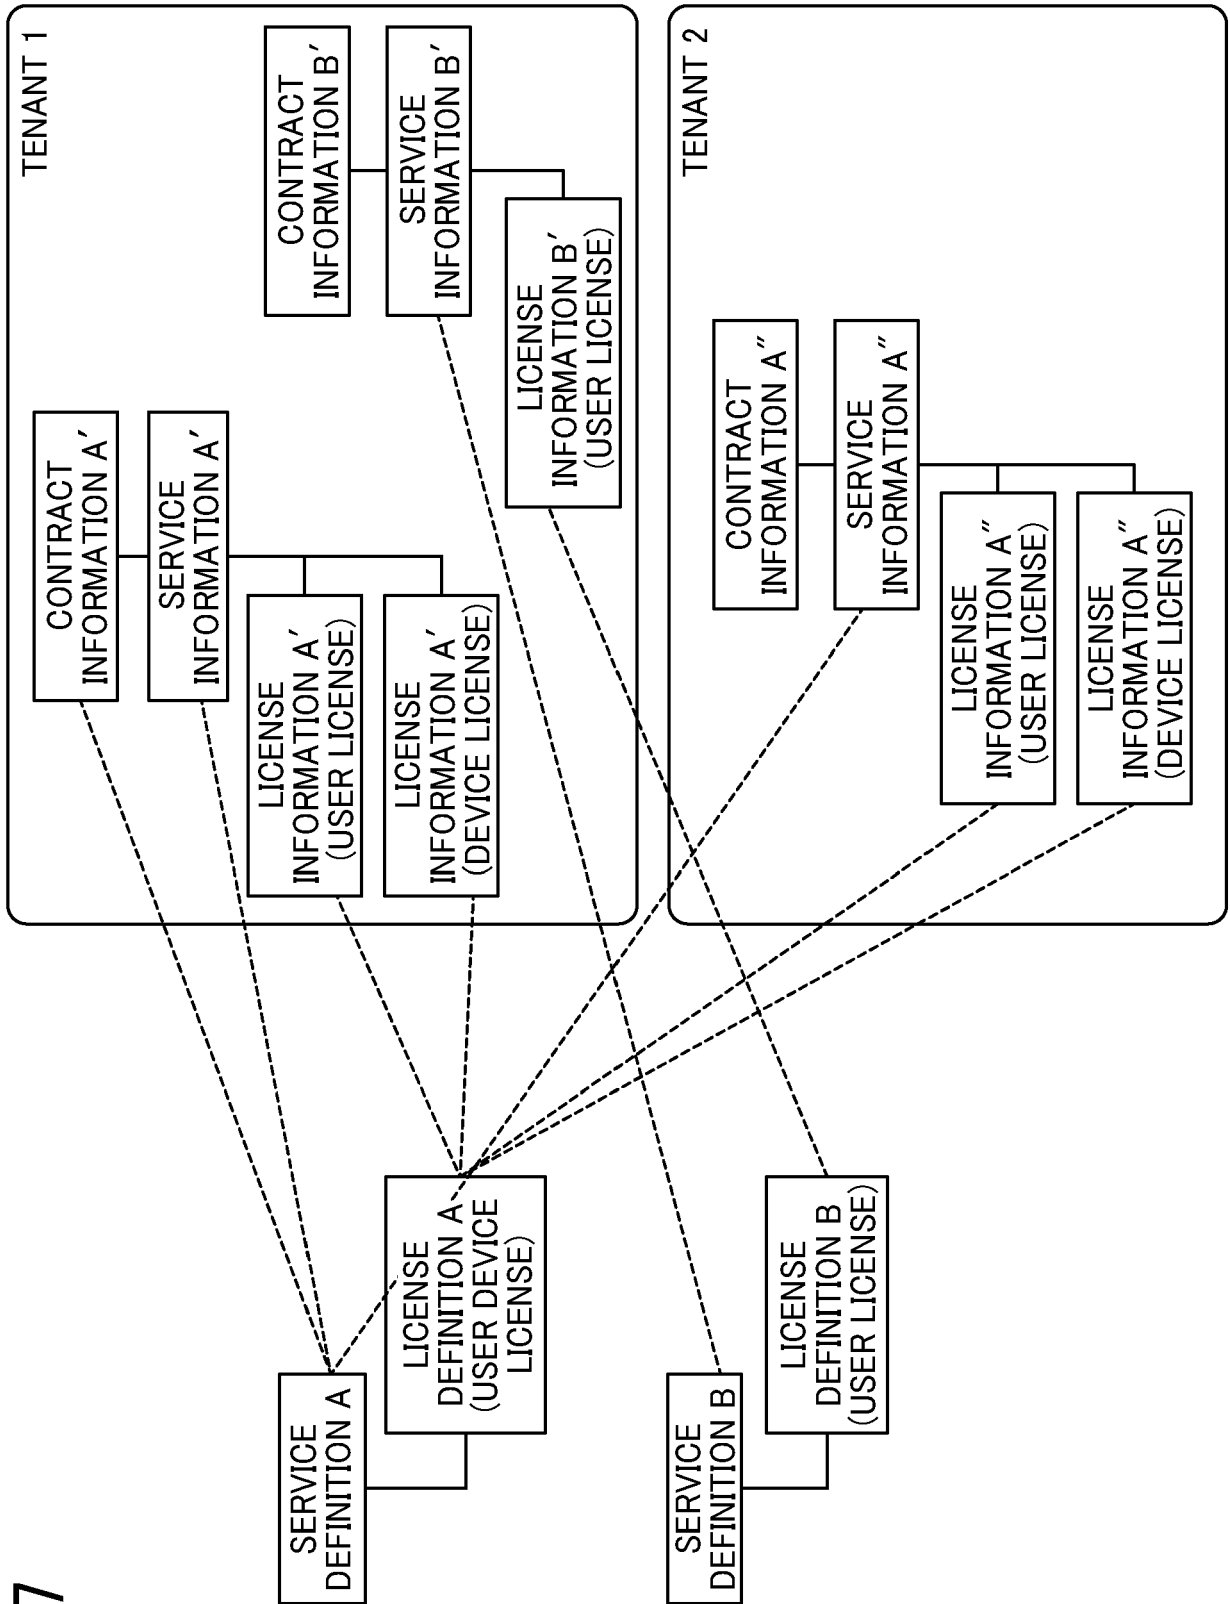 7
SERVICE
DEFINITION A
LICENSE
DEFINITION A
(USER DEVICE
LICENSE)
SERVICE
DEFINITION B
LICENSE
DEFINITION B
(USER LICENSE)
TENANT 1
CONTRACT
INFORMATION A′
SERVICE
INFORMATION A′
LICENSE
INFORMATION A′
(USER LICENSE)
LICENSE
INFORMATION A′
(DEVICE LICENSE)
CONTRACT
INFORMATION B′
SERVICE
INFORMATION B′
LICENSE
INFORMATION B′
(USER LICENSE)
TENANT 2
CONTRACT
INFORMATION A″
SERVICE
INFORMATION A″
LICENSE
INFORMATION A″
(USER LICENSE)
LICENSE
INFORMATION A″
(DEVICE LICENSE)